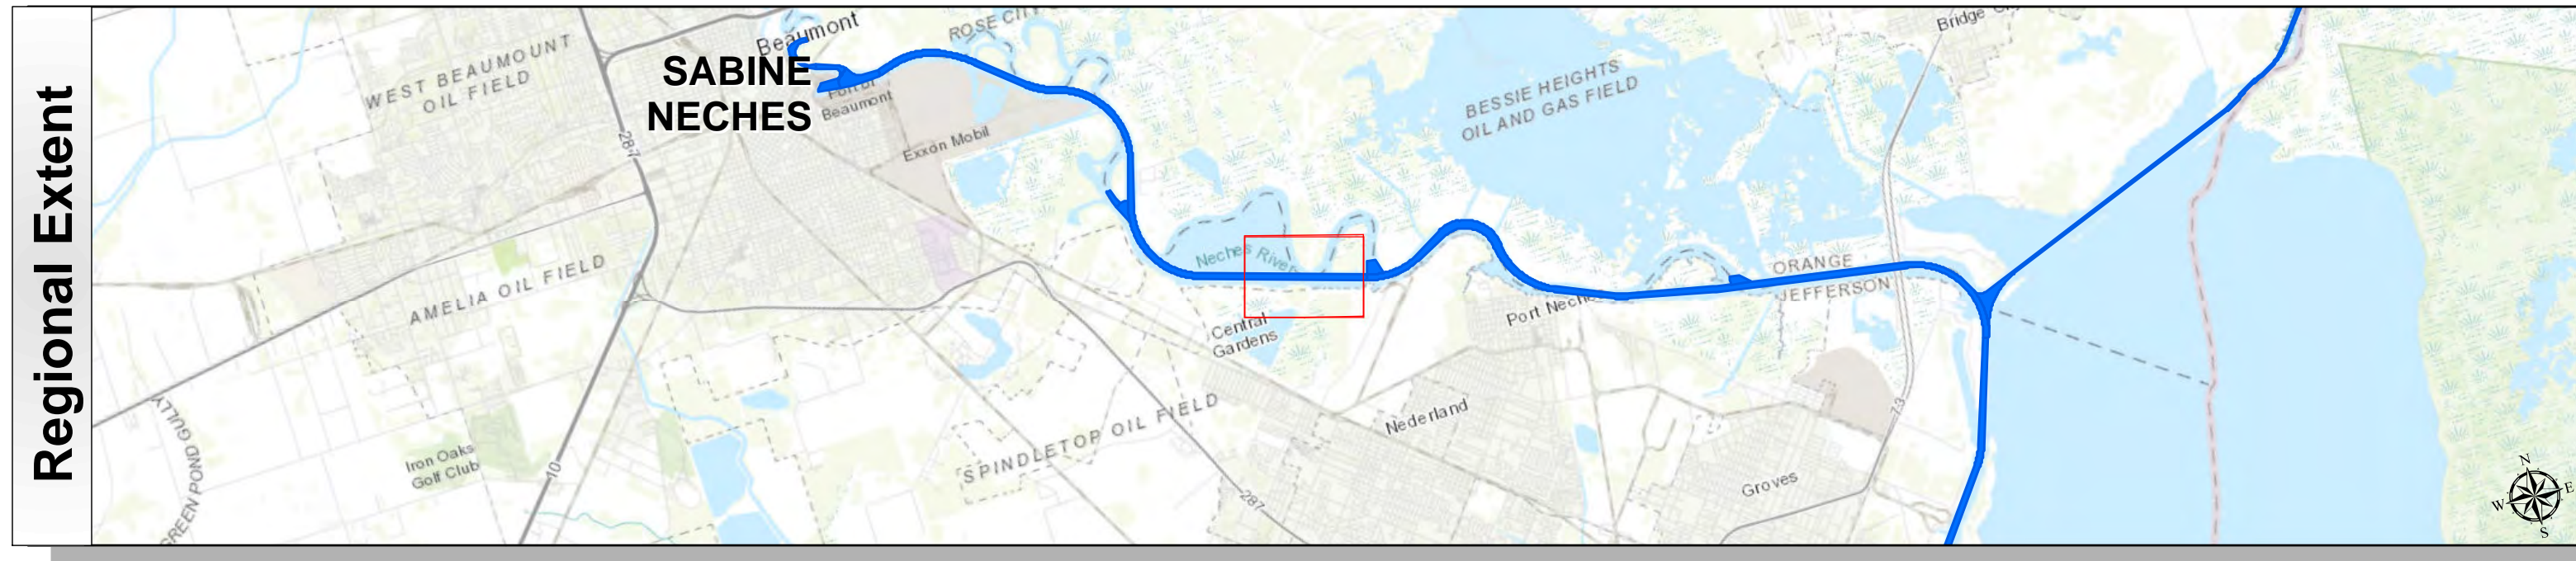 Regional Extent
WEST BEAUMOUNT
OIL FIELD
Beaumont
SABINE
NECHES
ROSE CITY
Port of
Beaumont
Exxon Mobil
287
BESSIE HEIGHTS
OIL AND GAS FIELD
Neches River
ORANGE
JEFFERSON
AMELIA OIL FIELD
Central
Gardens
Port Neches
73
GREEN POND GULLY
Iron Oaks
Golf Club
10
SPINDLETOP OIL FIELD
287
Nederland
Groves
N
W
E
S